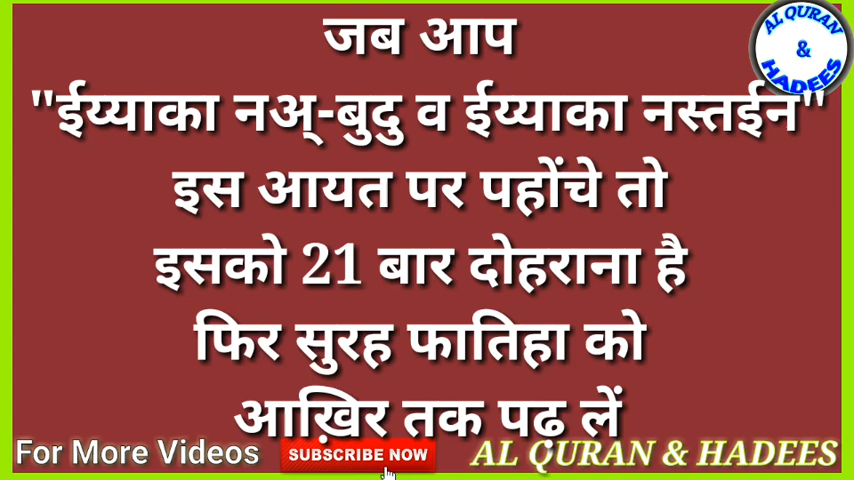 जब आप
"ईय्याका नअ्-बुदु व ईय्याका नस्तईन"
इस आयत पर पहोंचे तो
इसको 21 बार दोहराना है
फिर सुरह फातिहा को
आख़िर तक पढ़ लें
AL QURAN
&
HADEES
For More Videos
SUBSCRIBE NOW
AL QURAN & HADEES